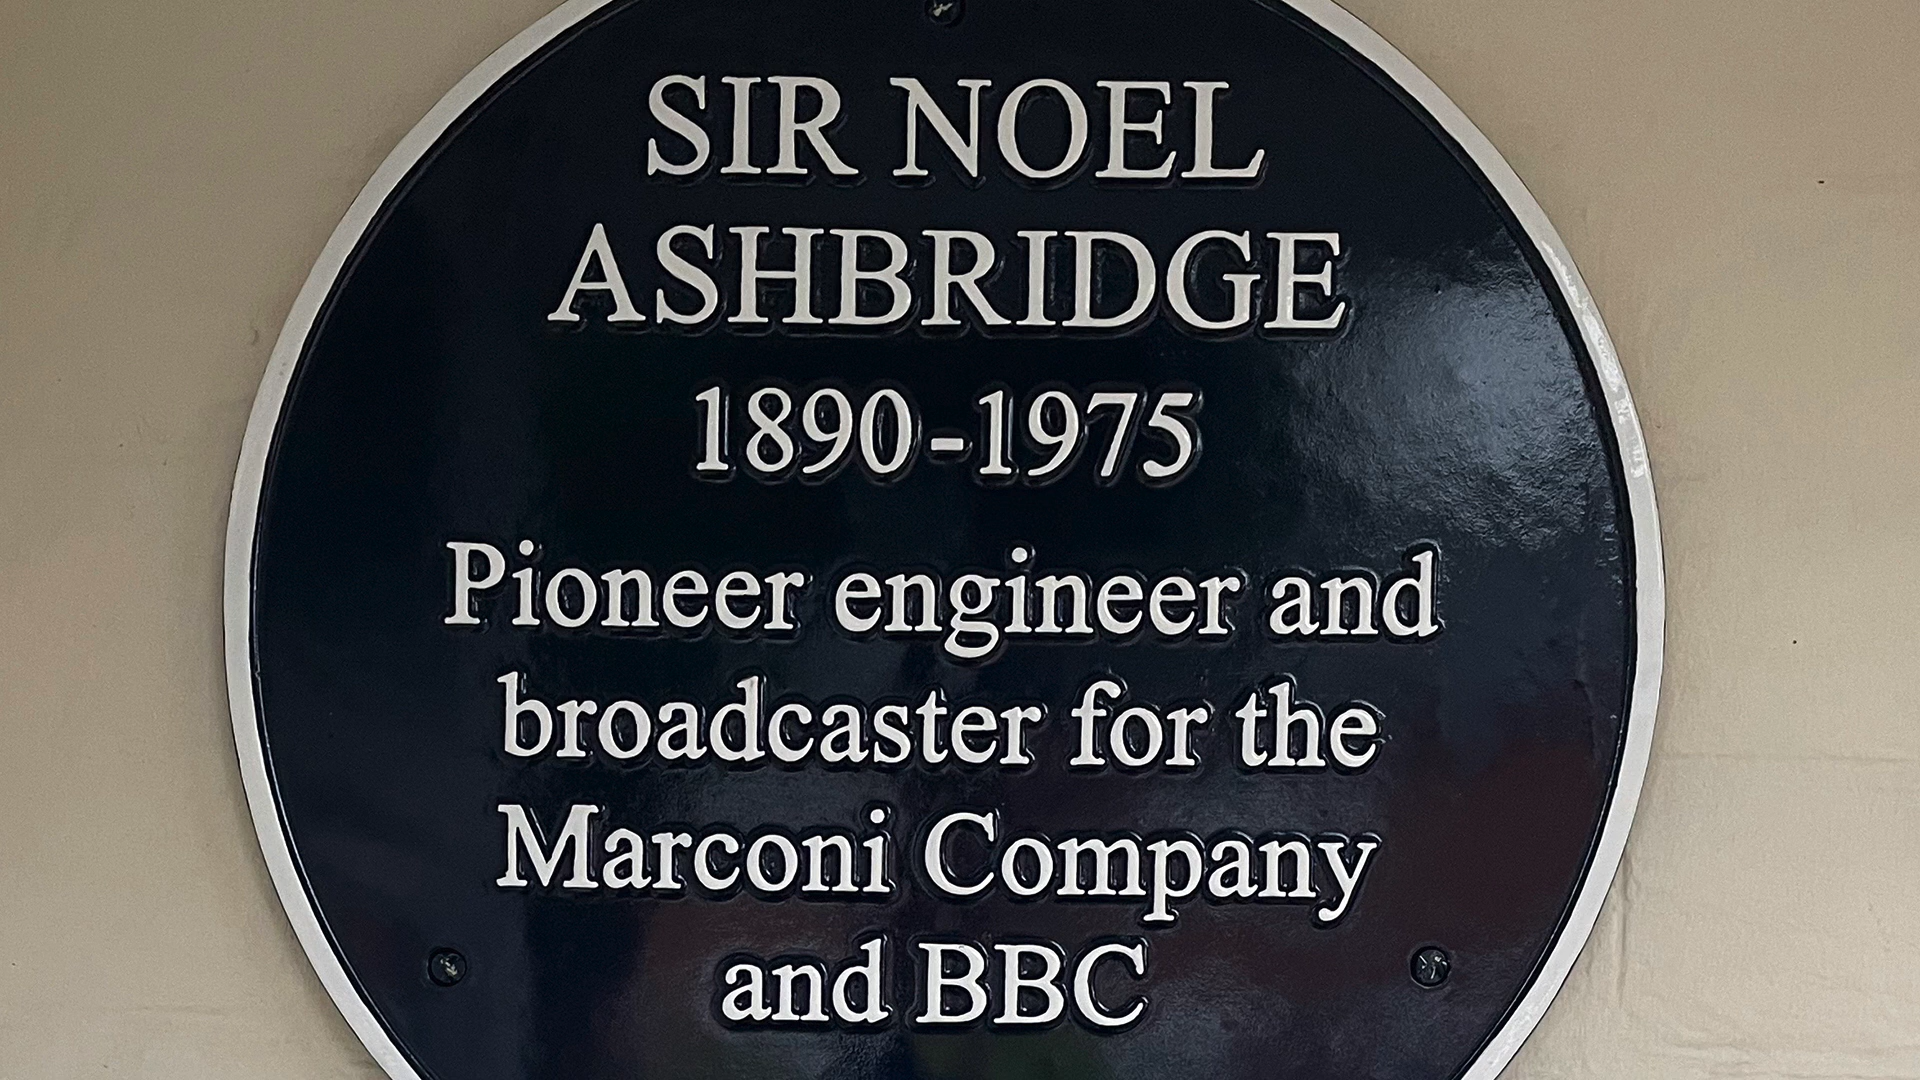 SIR NOEL
ASHBRIDGE
1890-1975
Pioneer engineer and
broadcaster for the
Marconi Company
and BBC